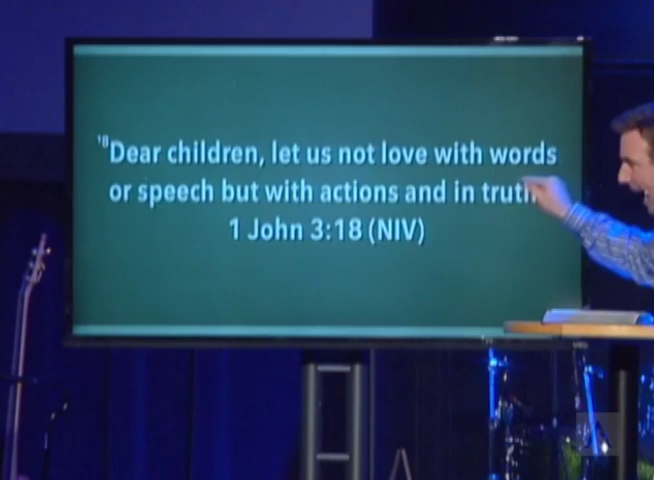 ¹⁸Dear children, let us not love with words
or speech but with actions and in truth.
1 John 3:18 (NIV)